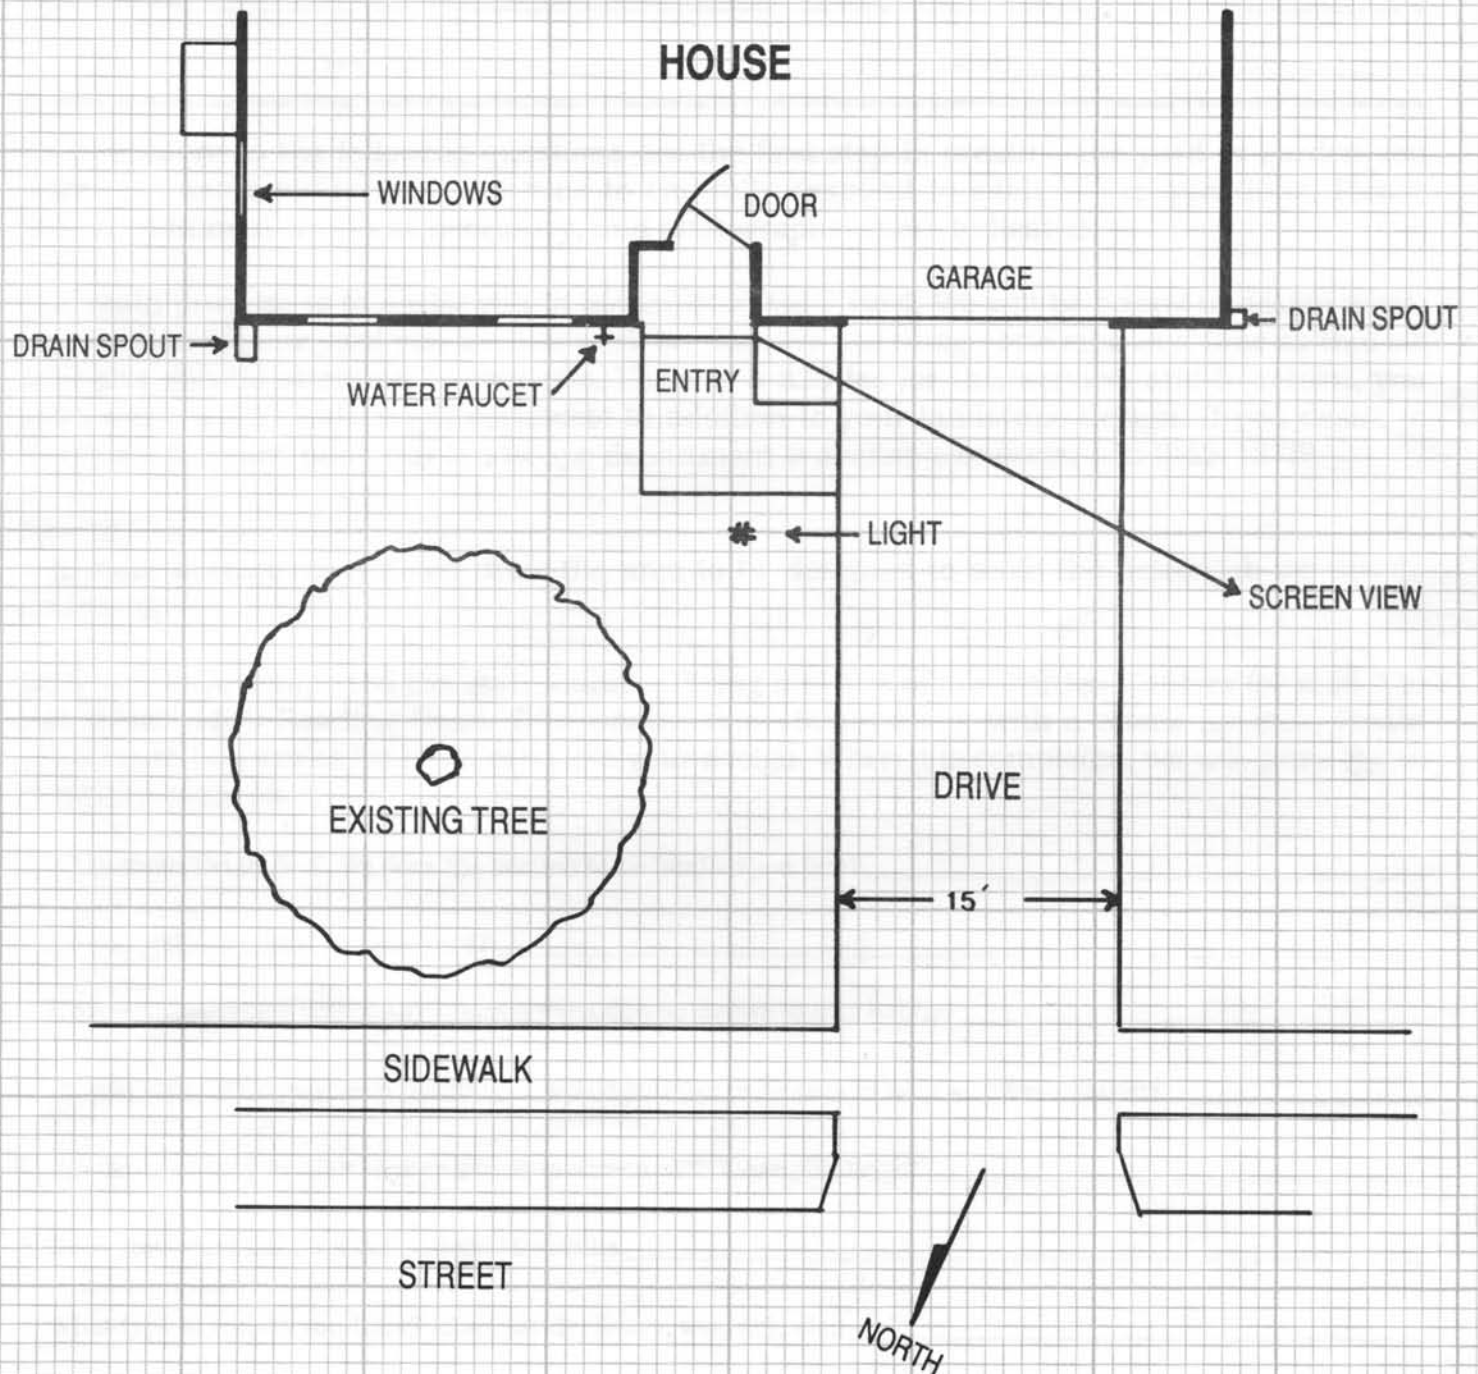 HOUSE
WINDOWS
DOOR
GARAGE
DRAIN SPOUT
DRAIN SPOUT
ENTRY
WATER FAUCET
LIGHT
SCREEN VIEW
DRIVE
EXISTING TREE
15′
SIDEWALK
STREET
NORTH